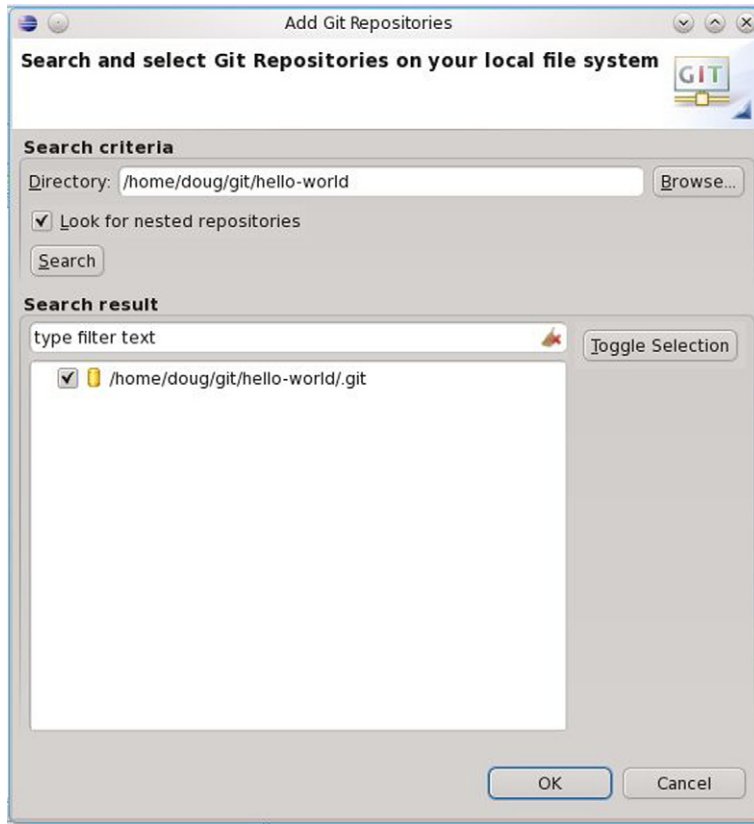 Add Git Repositories
Search and select Git Repositories on your local file system
GIT
Search criteria
Directory: /home/doug/git/hello-world Browse...
Look for nested repositories
Search
Search result
type filter text
Toggle Selection
/home/doug/git/hello-world/.git
OK Cancel